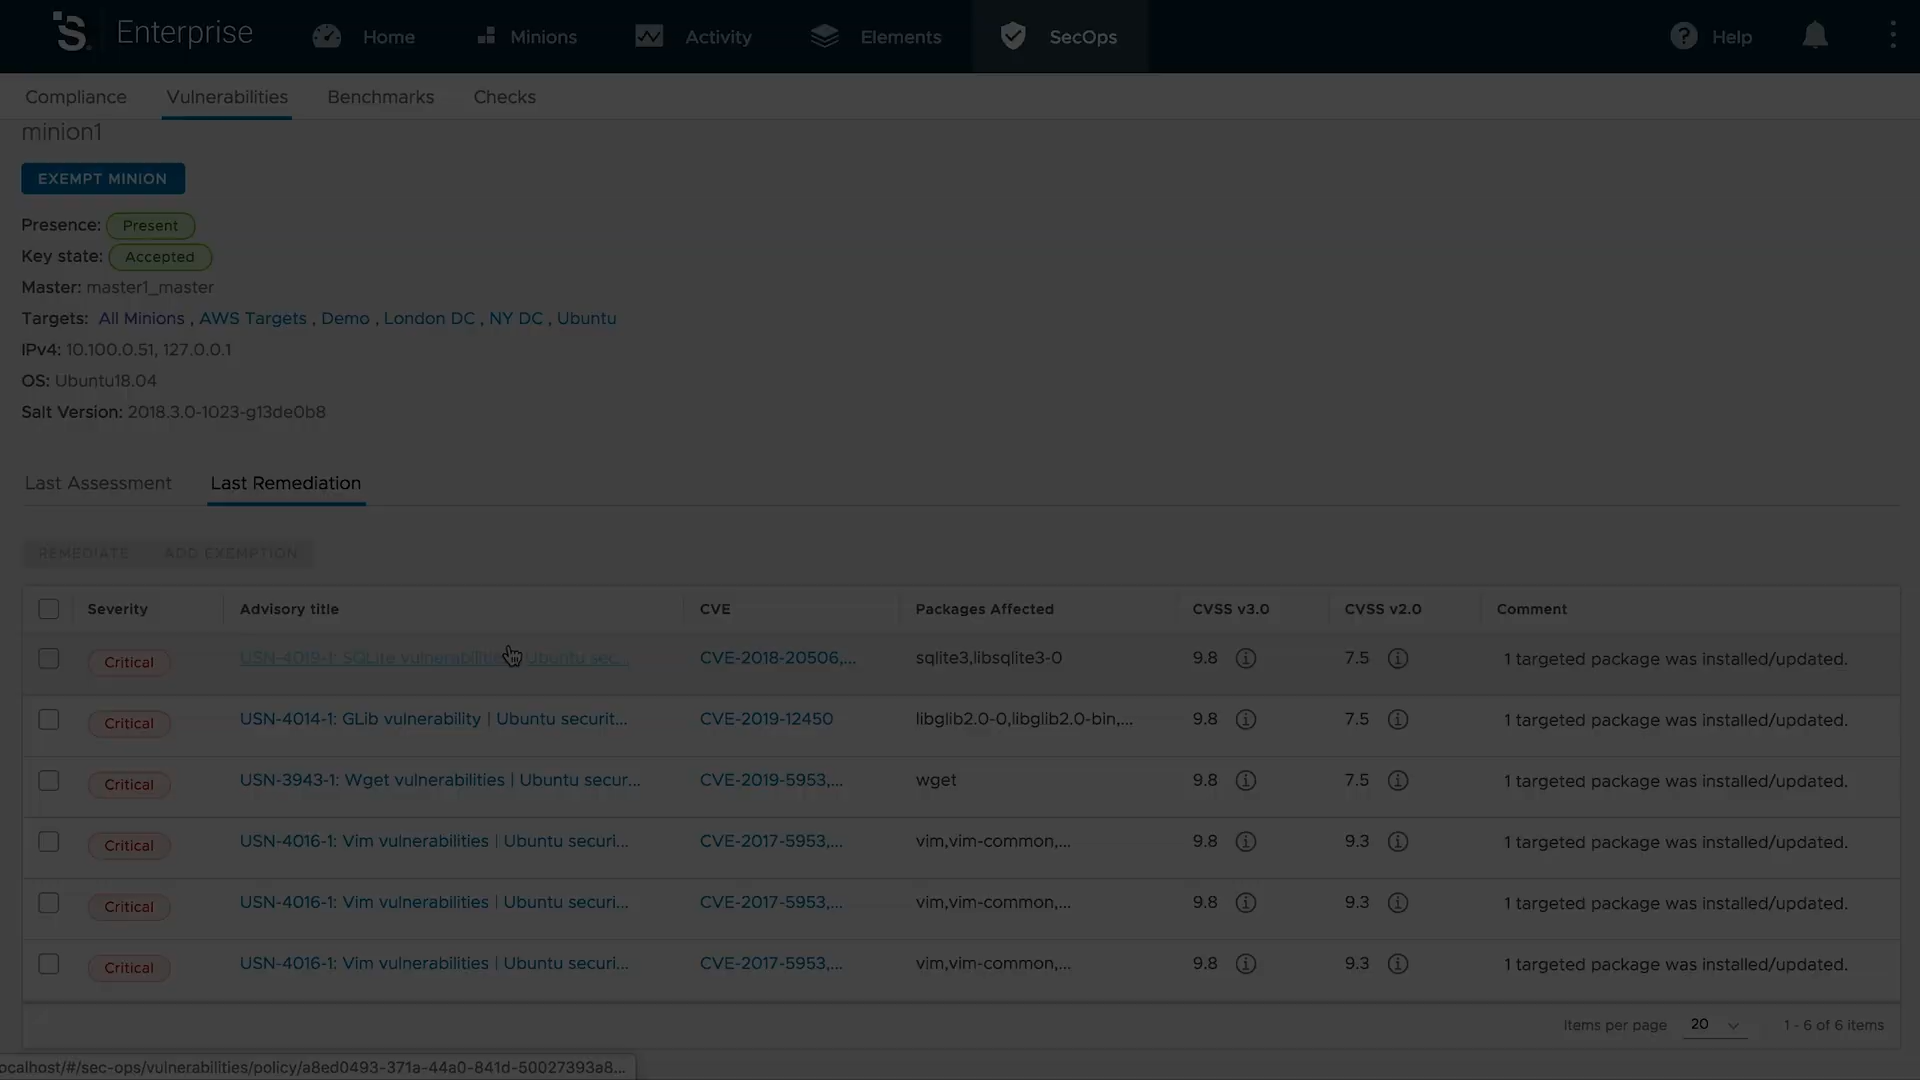 S. Enterprise Home Minions Activity Elements SecOps ? Help
Compliance Vulnerabilities Benchmarks Checks
minion1
EXEMPT MINION
Presence: Present
Key state: Accepted
Master: master1_master
Targets: All Minions , AWS Targets , Demo , London DC , NY DC , Ubuntu
IPv4: 10.100.0.51, 127.0.0.1
OS: Ubuntu18.04
Salt Version: 2018.3.0-1023-g13de0b8
Last Assessment Last Remediation
REMEDIATE ADD EXEMPTION
Severity Advisory title CVE Packages Affected CVSS v3.0 CVSS v2.0 Comment
Critical USN-4019-1: SQLite vulnerabilities | Ubuntu sec... CVE-2018-20506,... sqlite3,libsqlite3-0 9.8 7.5 1 targeted package was installed/updated.
Critical USN-4014-1: GLib vulnerability | Ubuntu securit... CVE-2019-12450 libglib2.0-0,libglib2.0-bin,... 9.8 7.5 1 targeted package was installed/updated.
Critical USN-3943-1: Wget vulnerabilities | Ubuntu secur... CVE-2019-5953,... wget 9.8 7.5 1 targeted package was installed/updated.
Critical USN-4016-1: Vim vulnerabilities | Ubuntu securi... CVE-2017-5953,... vim,vim-common,... 9.8 9.3 1 targeted package was installed/updated.
Critical USN-4016-1: Vim vulnerabilities | Ubuntu securi... CVE-2017-5953,... vim,vim-common,... 9.8 9.3 1 targeted package was installed/updated.
Critical USN-4016-1: Vim vulnerabilities | Ubuntu securi... CVE-2017-5953,... vim,vim-common,... 9.8 9.3 1 targeted package was installed/updated.
Items per page 20 1 - 6 of 6 items
ocalhost/#/sec-ops/vulnerabilities/policy/a8ed0493-371a-44a0-841d-50027393a8...